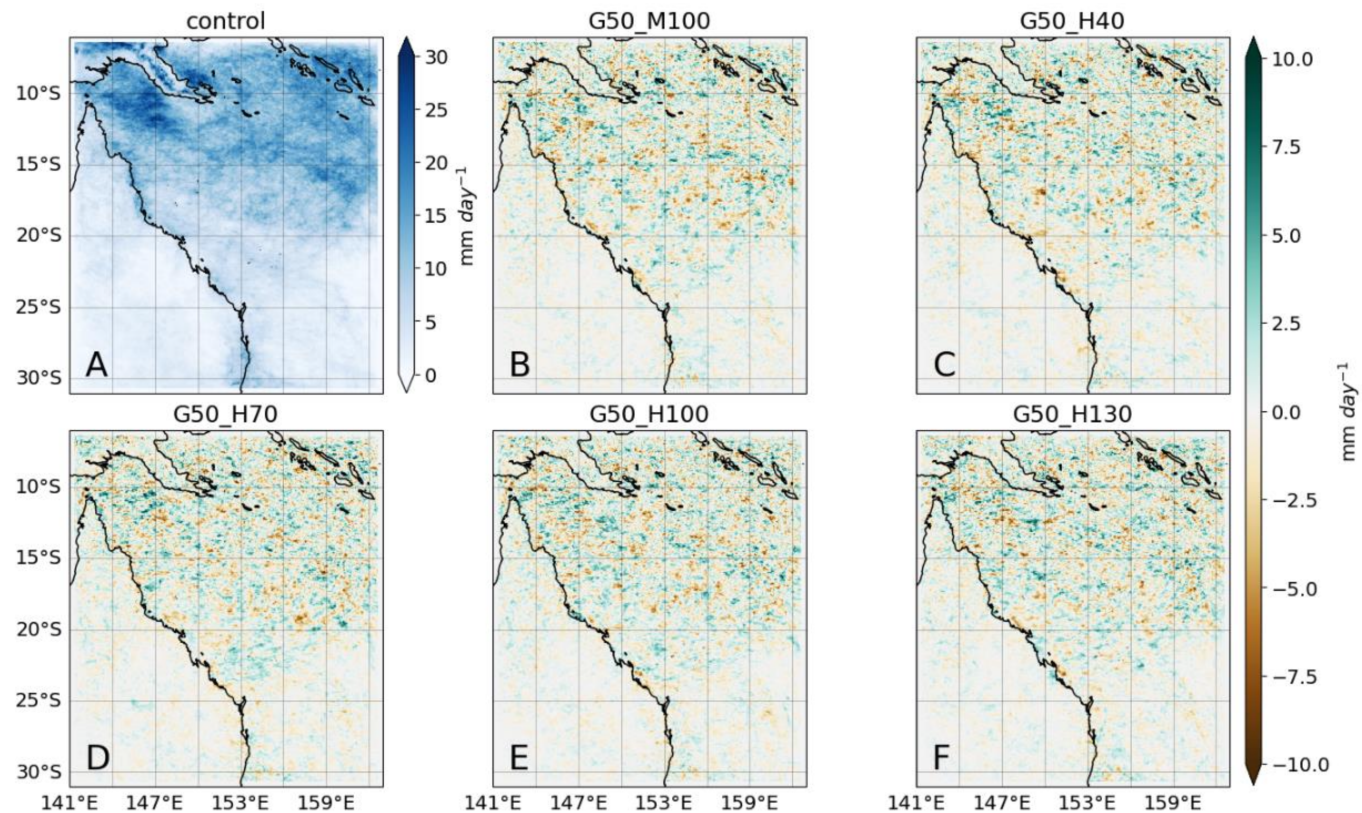 control
G50_M100
G50_H40
10°S
15°S
20°S
25°S
30°S
A
30
25
20
15
10
5
0
mm day⁻¹
B
C
10.0
7.5
5.0
2.5
0.0
−2.5
−5.0
−7.5
−10.0
mm day⁻¹
G50_H70
G50_H100
G50_H130
10°S
15°S
20°S
25°S
30°S
D
E
F
141°E 147°E 153°E 159°E
141°E 147°E 153°E 159°E
141°E 147°E 153°E 159°E